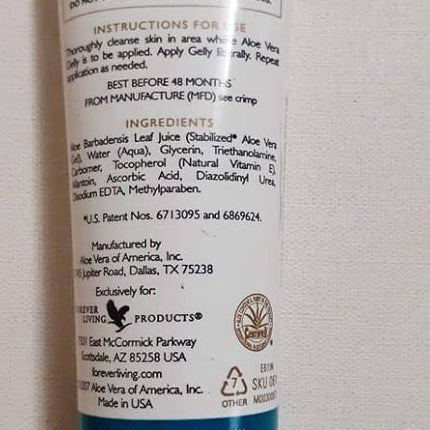 INSTRUCTIONS FOR USE
Thoroughly cleanse skin in area where Aloe Vera
Gelly is to be applied. Apply Gelly liberally. Repeat
application as needed.
BEST BEFORE 48 MONTHS
FROM MANUFACTURE (MFD) see crimp
INGREDIENTS
Aloe Barbadensis Leaf Juice (Stabilized* Aloe Vera
Gel), Water (Aqua), Glycerin, Triethanolamine,
Carbomer, Tocopherol (Natural Vitamin E),
Allantoin, Ascorbic Acid, Diazolidinyl Urea,
Disodium EDTA, Methylparaben.
*U.S. Patent Nos. 6713095 and 6869624.
Manufactured by
Aloe Vera of America, Inc.
Jupiter Road, Dallas, TX 75238
Exclusively for:
FOREVER
LIVING PRODUCTS®
7501 East McCormick Parkway
Scottsdale, AZ 85258 USA
foreverliving.com
2007 Aloe Vera of America, Inc.
Made in USA
7
OTHER
SKU